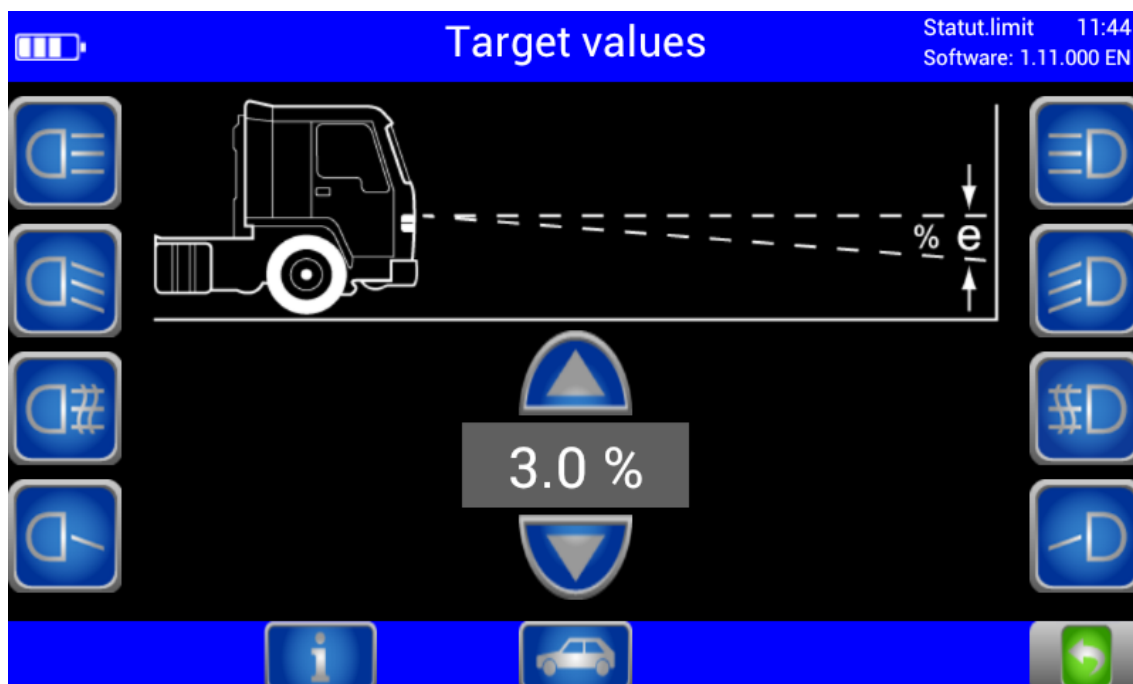 Target values
Statut.limit 11:44
Software: 1.11.000 EN
% e
3.0 %
i